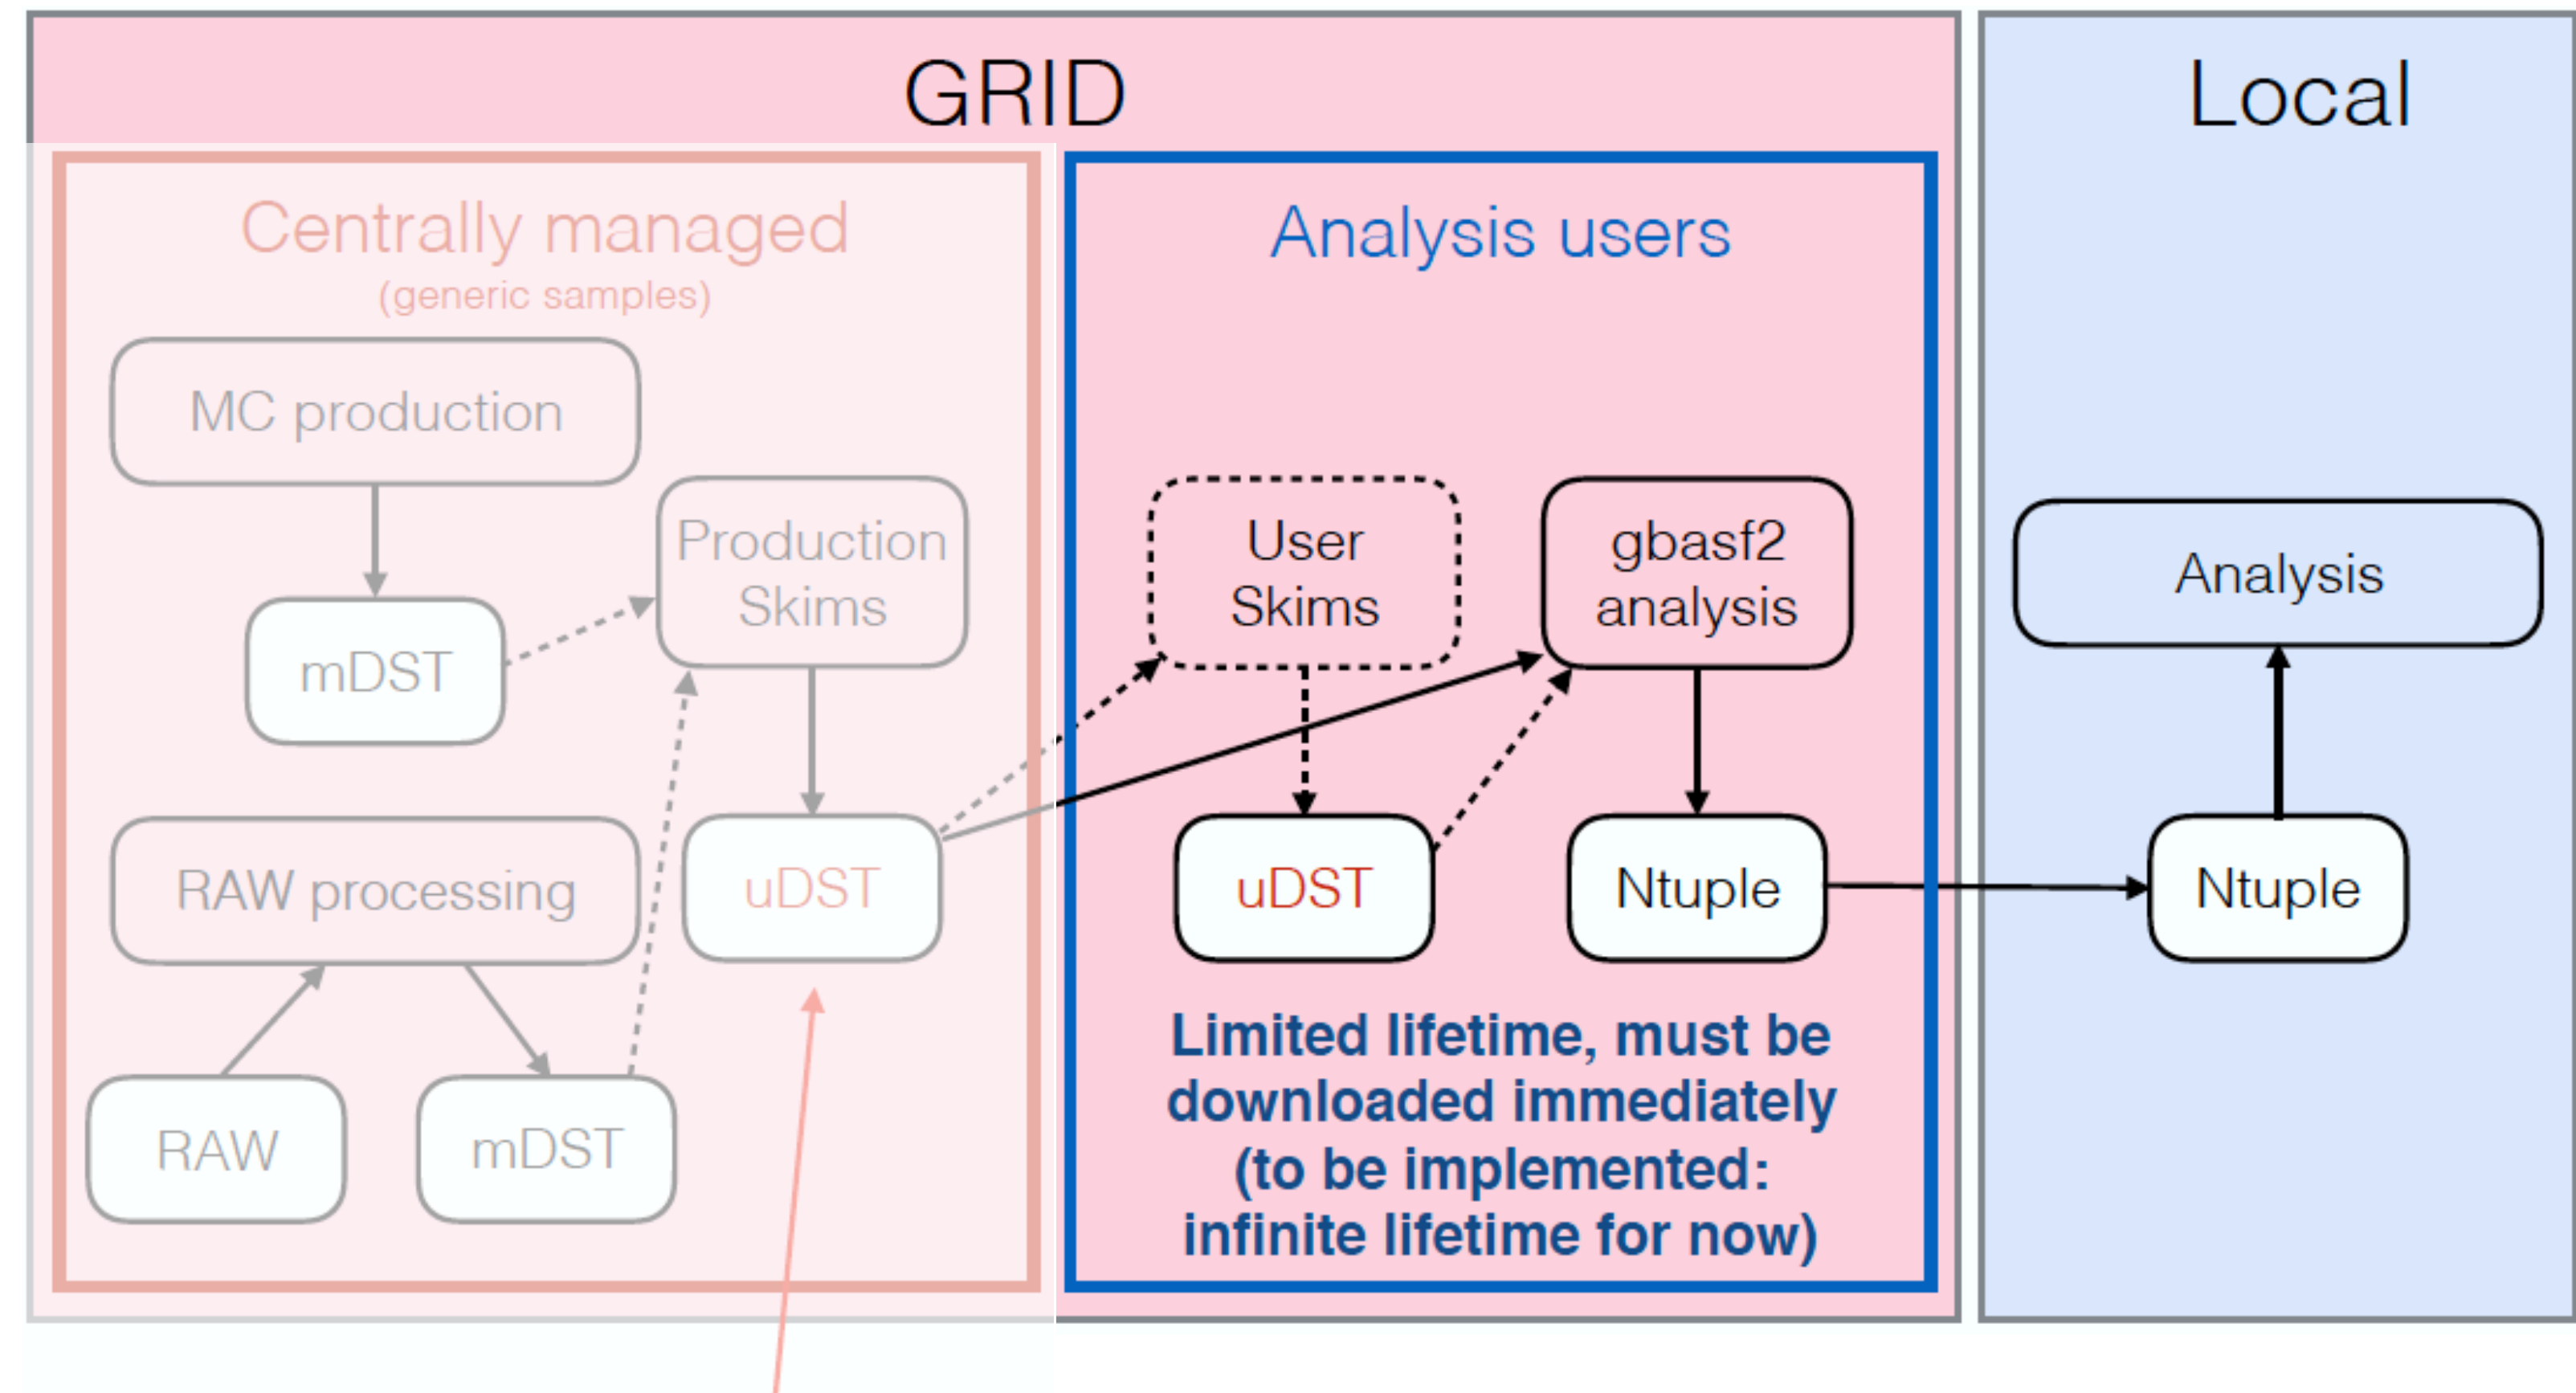 GRID
Centrally managed
(generic samples)
MC production
mDST
Production
Skims
uDST
RAW processing
RAW
mDST
Analysis users
User
Skims
gbasf2
analysis
uDST
Ntuple
Limited lifetime, must be
downloaded immediately
(to be implemented:
infinite lifetime for now)
Local
Analysis
Ntuple